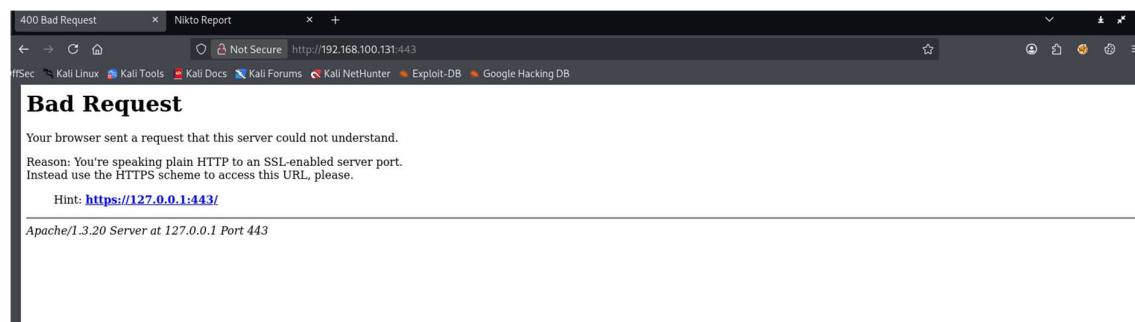 400 Bad Request
Nikto Report
Not Secure http://192.168.100.131:443
ffSec Kali Linux Kali Tools Kali Docs Kali Forums Kali NetHunter Exploit-DB Google Hacking DB
Bad Request
Your browser sent a request that this server could not understand.
Reason: You're speaking plain HTTP to an SSL-enabled server port.
Instead use the HTTPS scheme to access this URL, please.
Hint: https://127.0.0.1:443/
Apache/1.3.20 Server at 127.0.0.1 Port 443